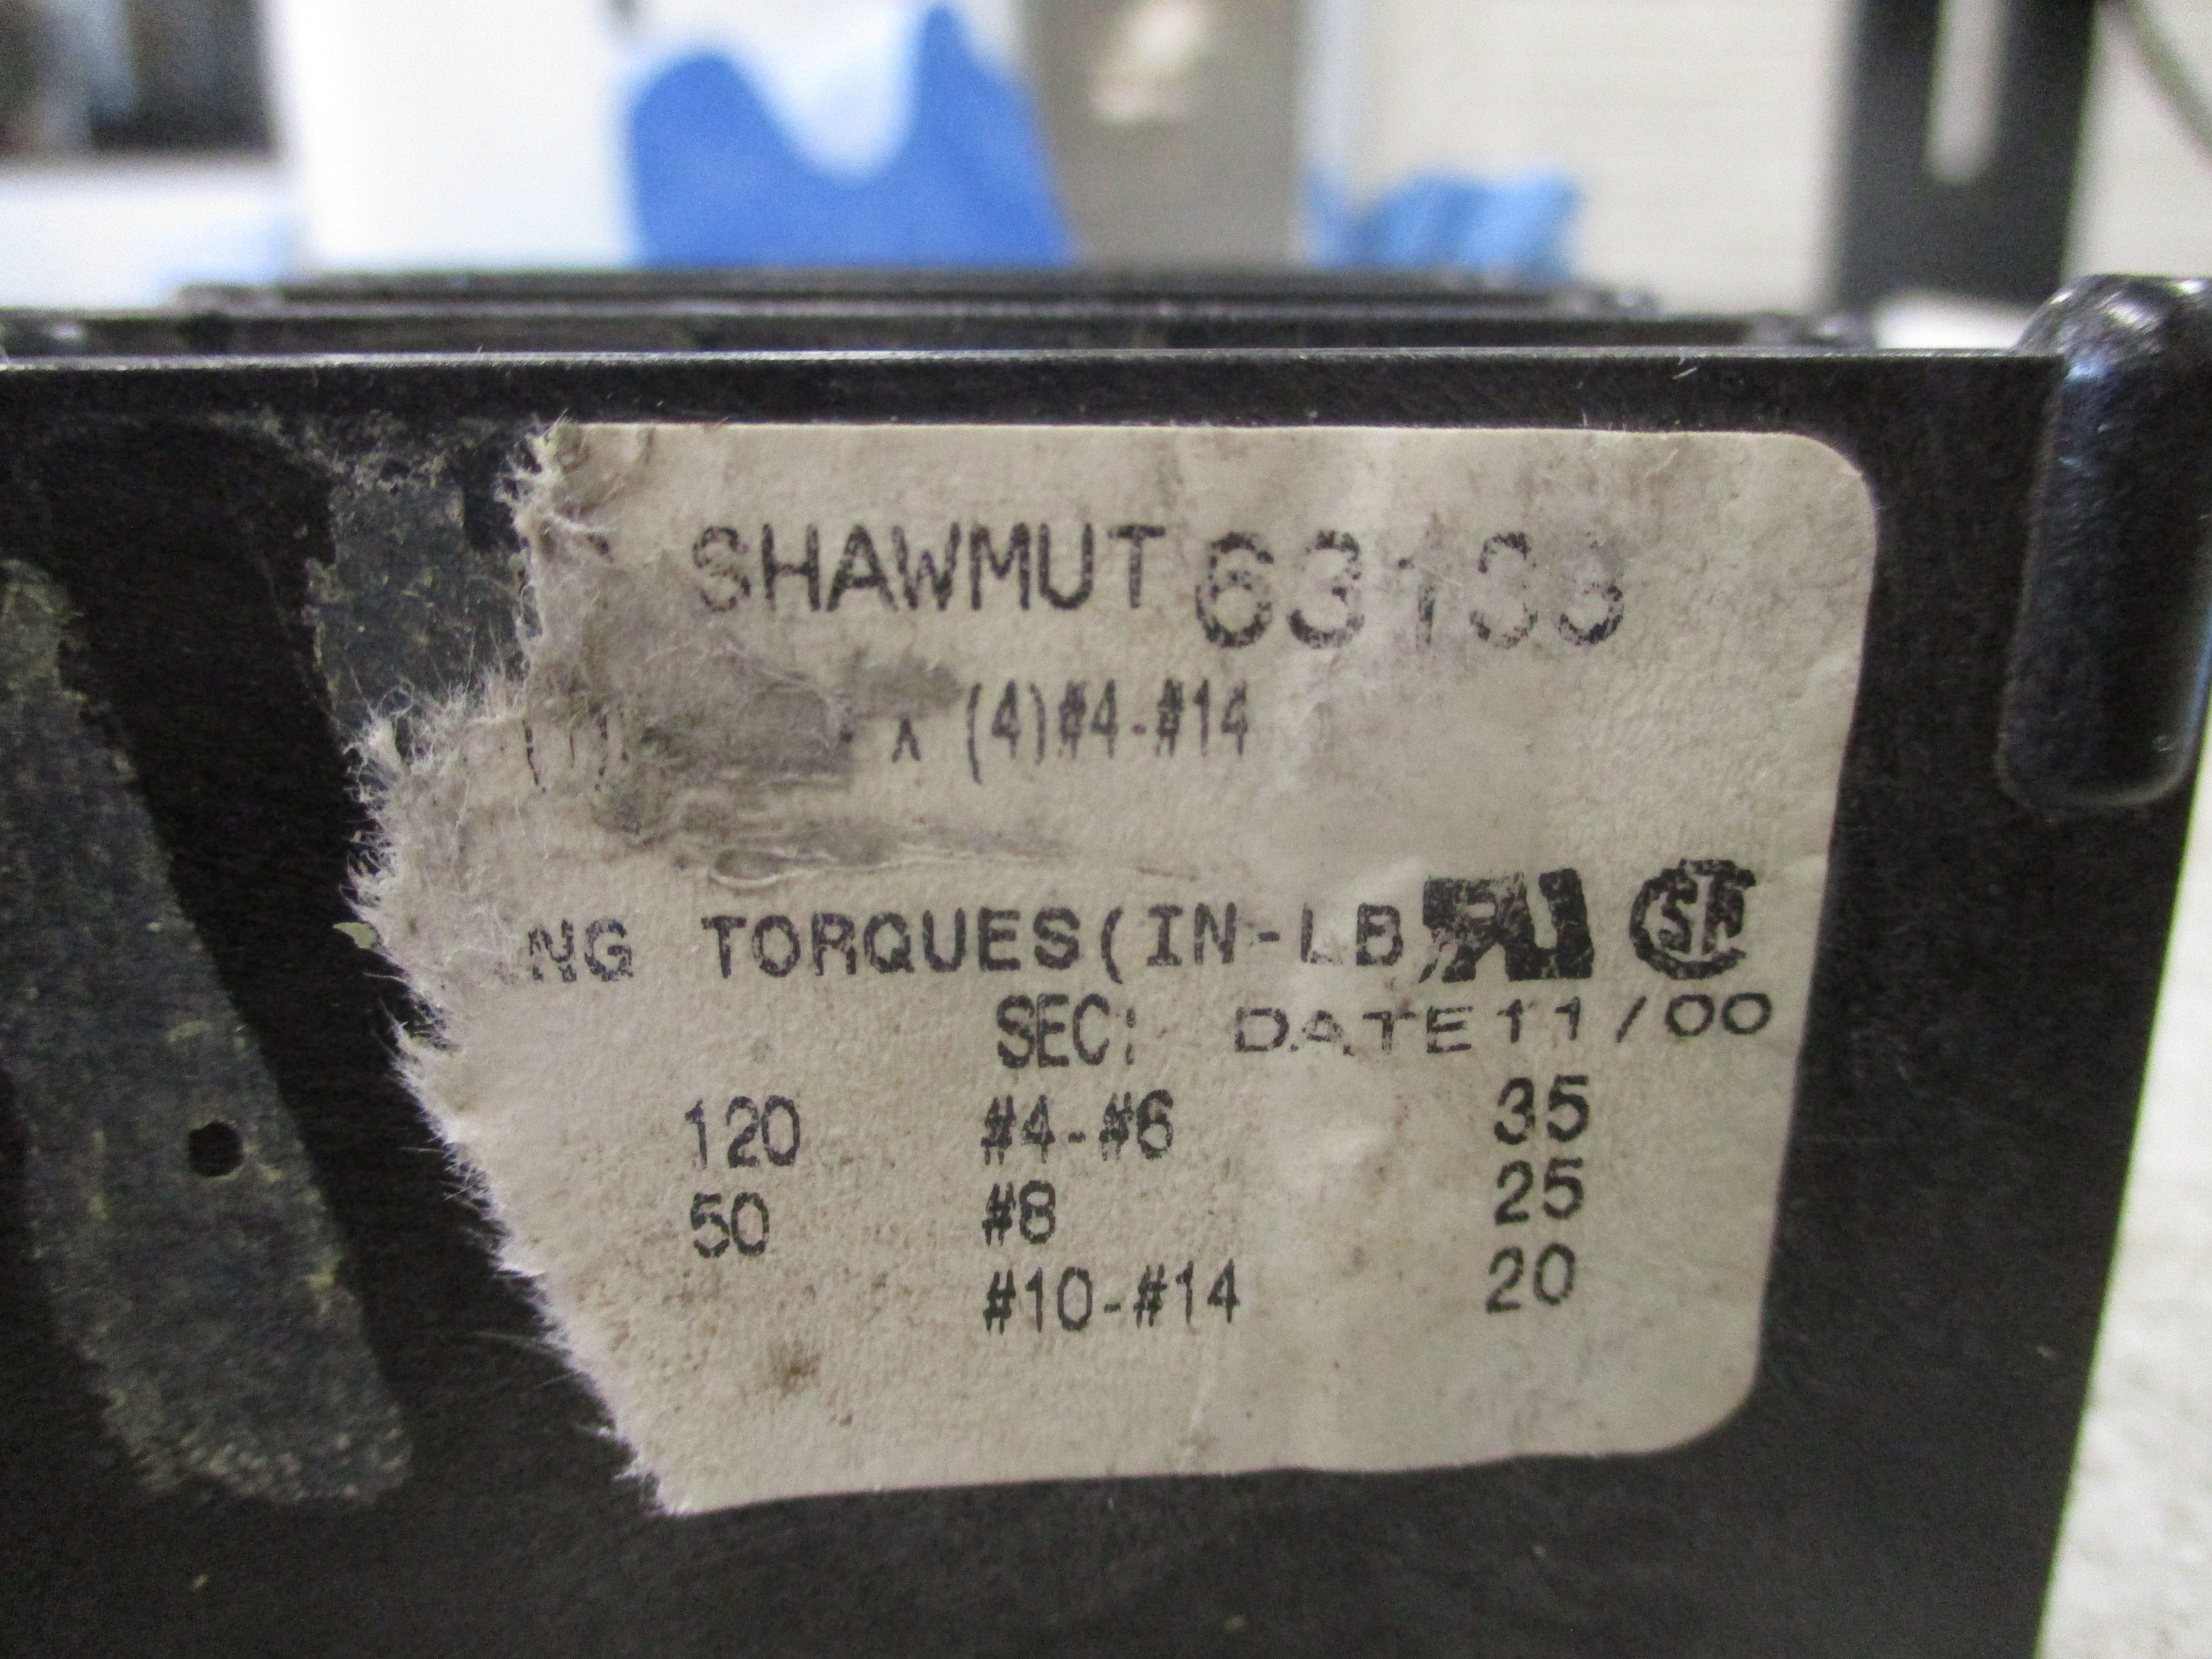 SHAWMUT 63133
x (4)#4-#14
NG TORQUES(IN-LB)
SEC: DATE 11/00
120 #4-#6 35
50 #8 25
#10-#14 20